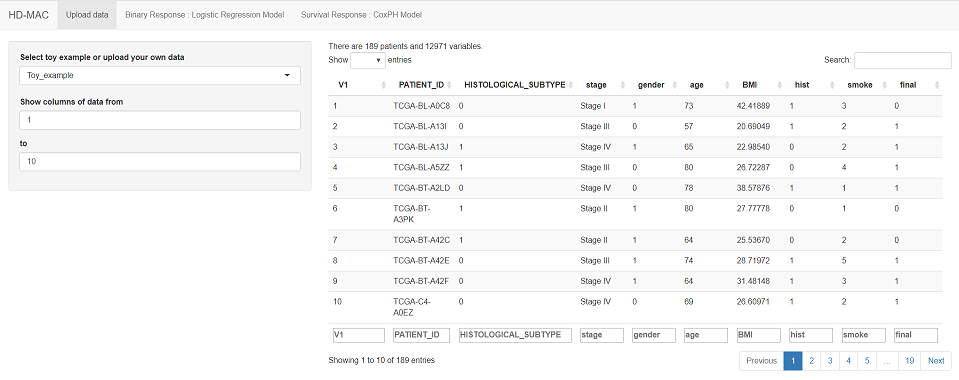 HD-MAC Upload data Binary Response : Logistic Regression Model Survival Response : CoxPH Model
Select toy example or upload your own data
Toy_example
Show columns of data from
1
to
10
There are 189 patients and 12971 variables.
Show entries Search:
V1 PATIENT_ID HISTOLOGICAL_SUBTYPE stage gender age BMI hist smoke final
1 TCGA-BL-A0C8 0 Stage I 1 73 42.41889 1 3 0
2 TCGA-BL-A13I 0 Stage III 0 57 20.69049 1 2 1
3 TCGA-BL-A13J 1 Stage IV 1 65 22.98540 0 2 1
4 TCGA-BL-A5ZZ 1 Stage III 0 80 26.72287 0 4 1
5 TCGA-BT-A2LD 0 Stage IV 0 78 38.57876 1 1 1
6 TCGA-BT- 1 Stage II 1 80 27.77778 0 1 0
A3PK
7 TCGA-BT-A42C 1 Stage II 1 64 25.53670 0 2 0
8 TCGA-BT-A42E 0 Stage III 1 74 28.71972 1 5 1
9 TCGA-BT-A42F 0 Stage IV 1 64 31.48148 1 3 1
10 TCGA-C4- 0 Stage IV 0 69 26.60971 1 2 1
A0EZ
V1 PATIENT_ID HISTOLOGICAL_SUBTYPE stage gender age BMI hist smoke final
Showing 1 to 10 of 189 entries Previous 1 2 3 4 5 ... 19 Next